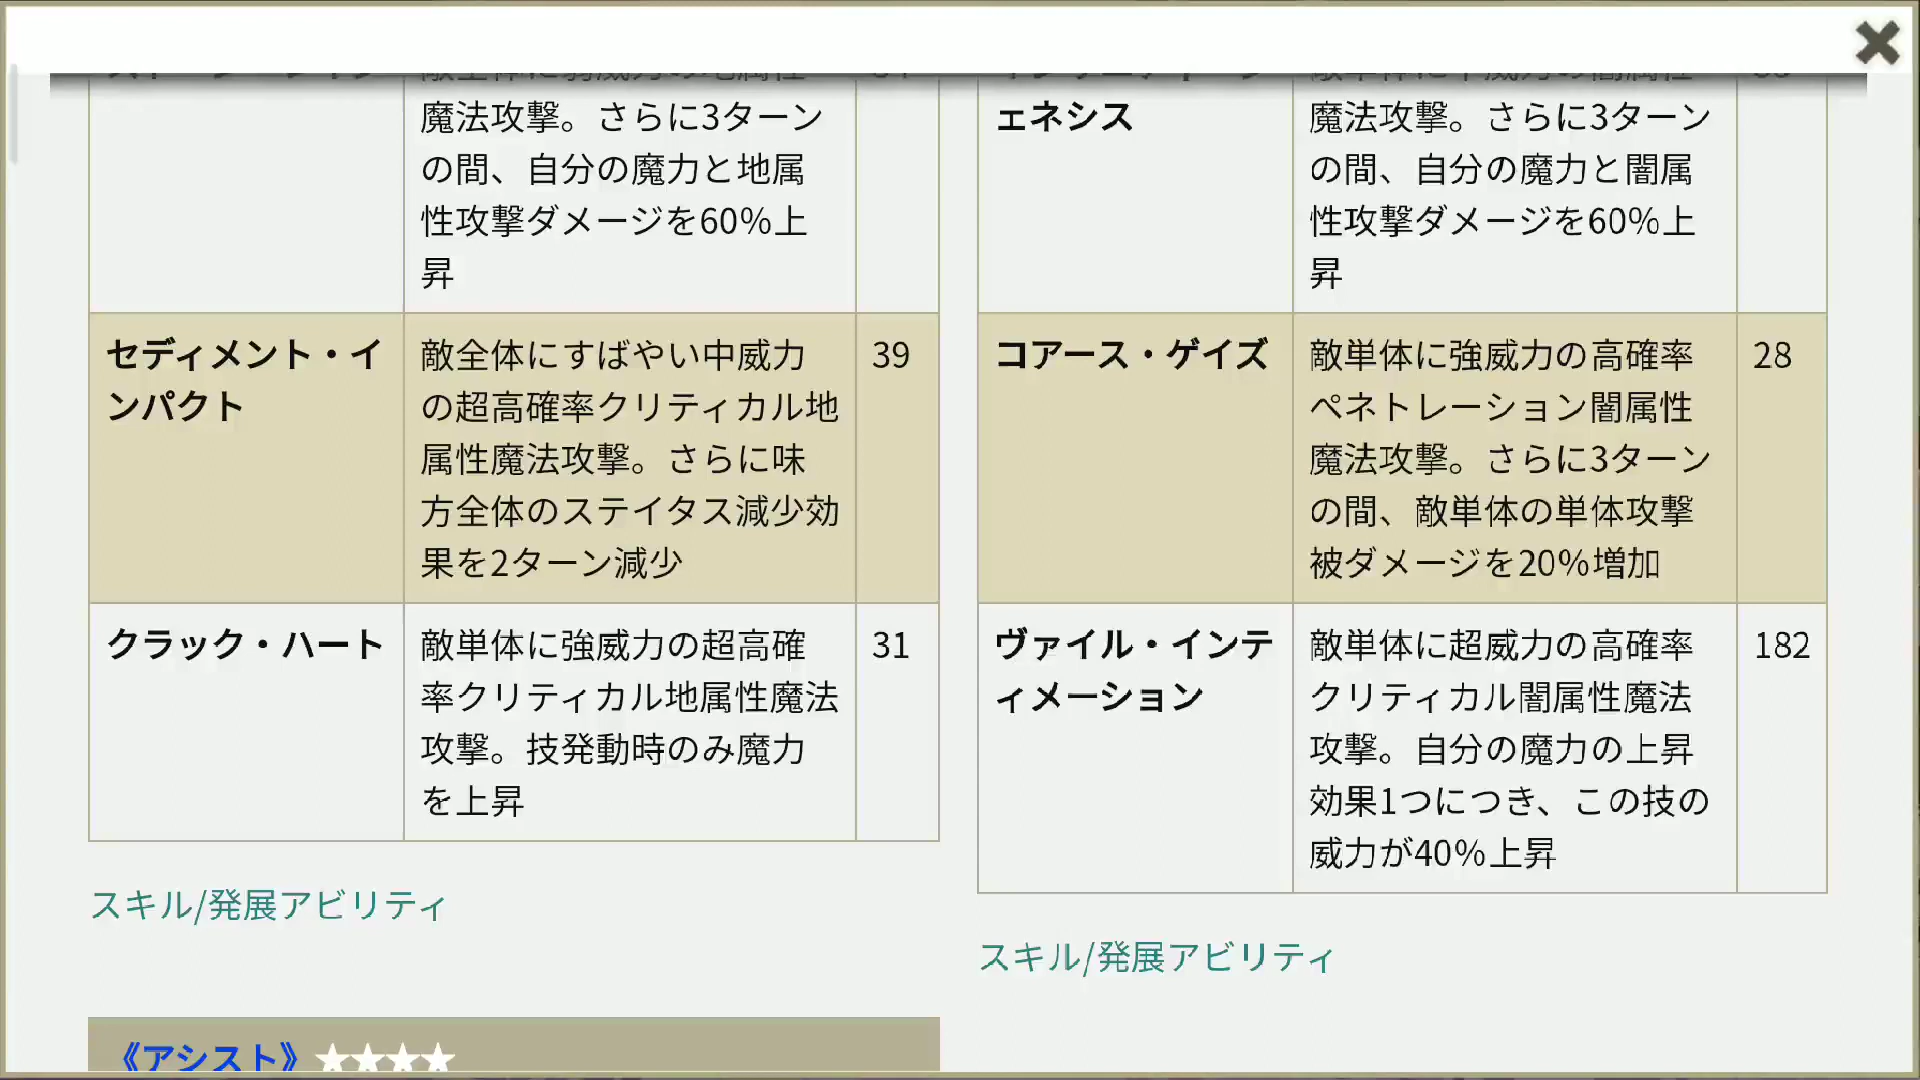 魔法攻撃。さらに3ターン
の間、自分の魔力と地属
性攻撃ダメージを60%上
昇
セディメント・イ
ンパクト
敵全体にすばやい中威力
の超高確率クリティカル地
属性魔法攻撃。さらに味
方全体のステイタス減少効
果を2ターン減少
39
クラック・ハート
敵単体に強威力の超高確
率クリティカル地属性魔法
攻撃。技発動時のみ魔力
を上昇
31
スキル/発展アビリティ
《アシスト》★★★★
ェネシス
魔法攻撃。さらに3ターン
の間、自分の魔力と闇属
性攻撃ダメージを60%上
昇
コアース・ゲイズ
敵単体に強威力の高確率
ペネトレーション闇属性
魔法攻撃。さらに3ターン
の間、敵単体の単体攻撃
被ダメージを20%増加
28
ヴァイル・インテ
ィメーション
敵単体に超威力の高確率
クリティカル闇属性魔法
攻撃。自分の魔力の上昇
効果1つにつき、この技の
威力が40%上昇
182
スキル/発展アビリティ